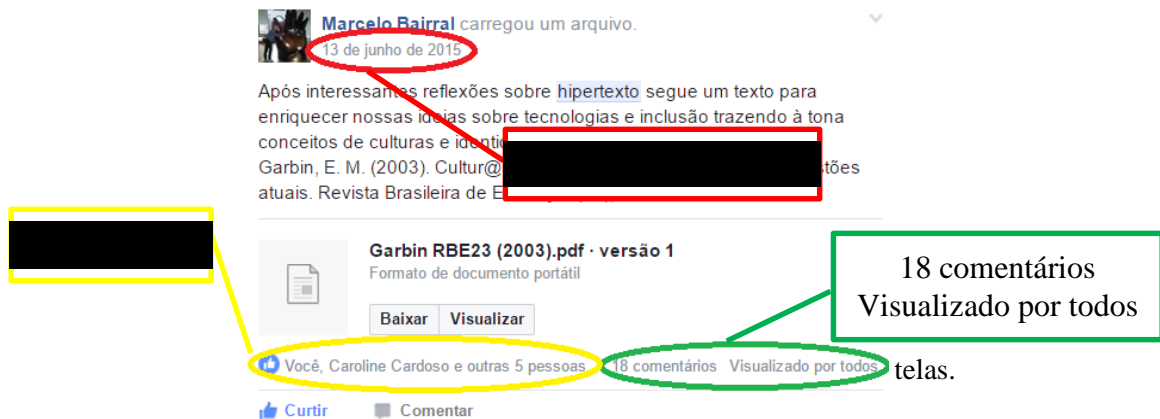 Marcelo Bairral carregou um arquivo.
13 de junho de 2015
Após interessantes reflexões sobre hipertexto segue um texto para
enriquecer nossas ideias sobre tecnologias e inclusão trazendo à tona
conceitos de culturas e
Garbin, E. M. (2003). Cultur@
atuais. Revista Brasileira de
Garbin RBE23 (2003).pdf · versão 1
Formato de documento portátil
Baixar Visualizar
18 comentários
Visualizado por todos
Você, Caroline Cardoso e outras 5 pessoas 18 comentários Visualizado por todos telas.
Curtir Comentar